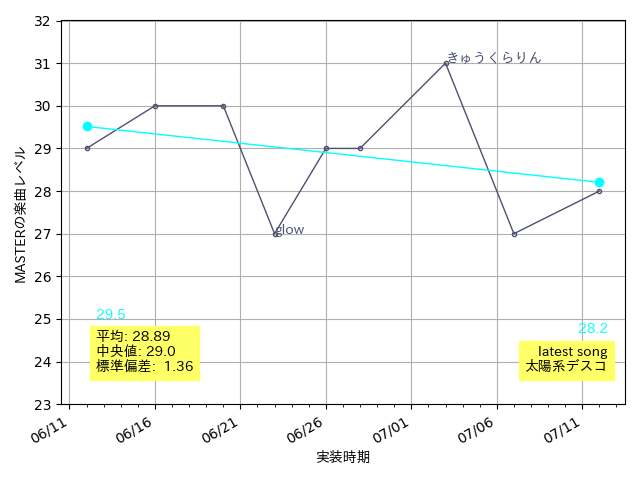 32
31
30
29
28
27
26
25
24
23
MASTERの楽曲レベル
きゅうくらりん
glow
29.5
平均: 28.89
中央値: 29.0
標準偏差: 1.36
28.2
latest song
太陽系デスコ
06/11
06/16
06/21
06/26
07/01
07/06
07/11
実装時期